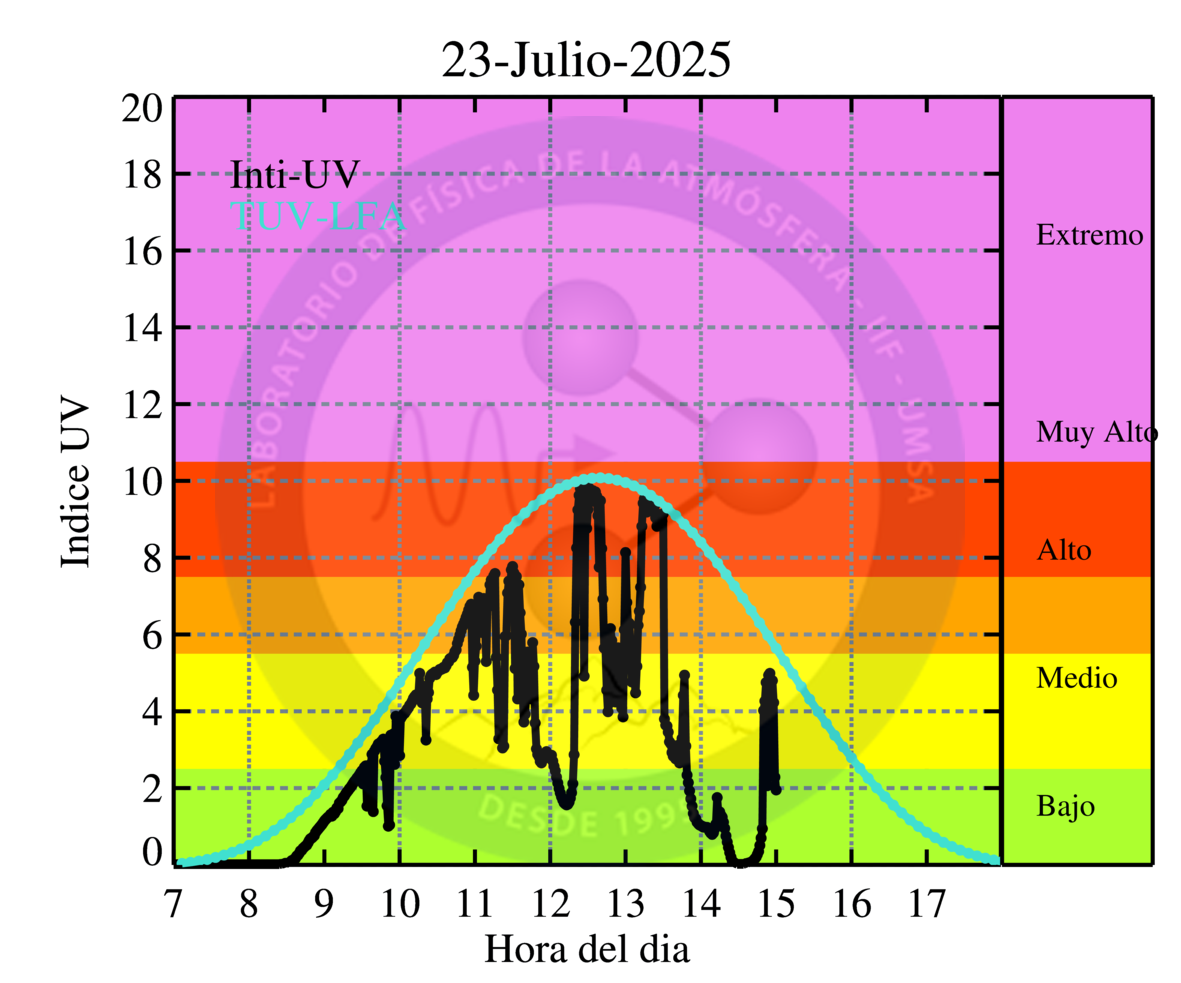 23-Julio-2025
Inti-UV
TUV-LFA
LABORATORIO DE FÍSICA DE LA ATMÓSFERA - IIF - UMSA
DESDE 1995
Indice UV
20
18
16
14
12
10
8
6
4
2
0
Extremo
Muy Alto
Alto
Medio
Bajo
7 8 9 10 11 12 13 14 15 16 17
Hora del dia